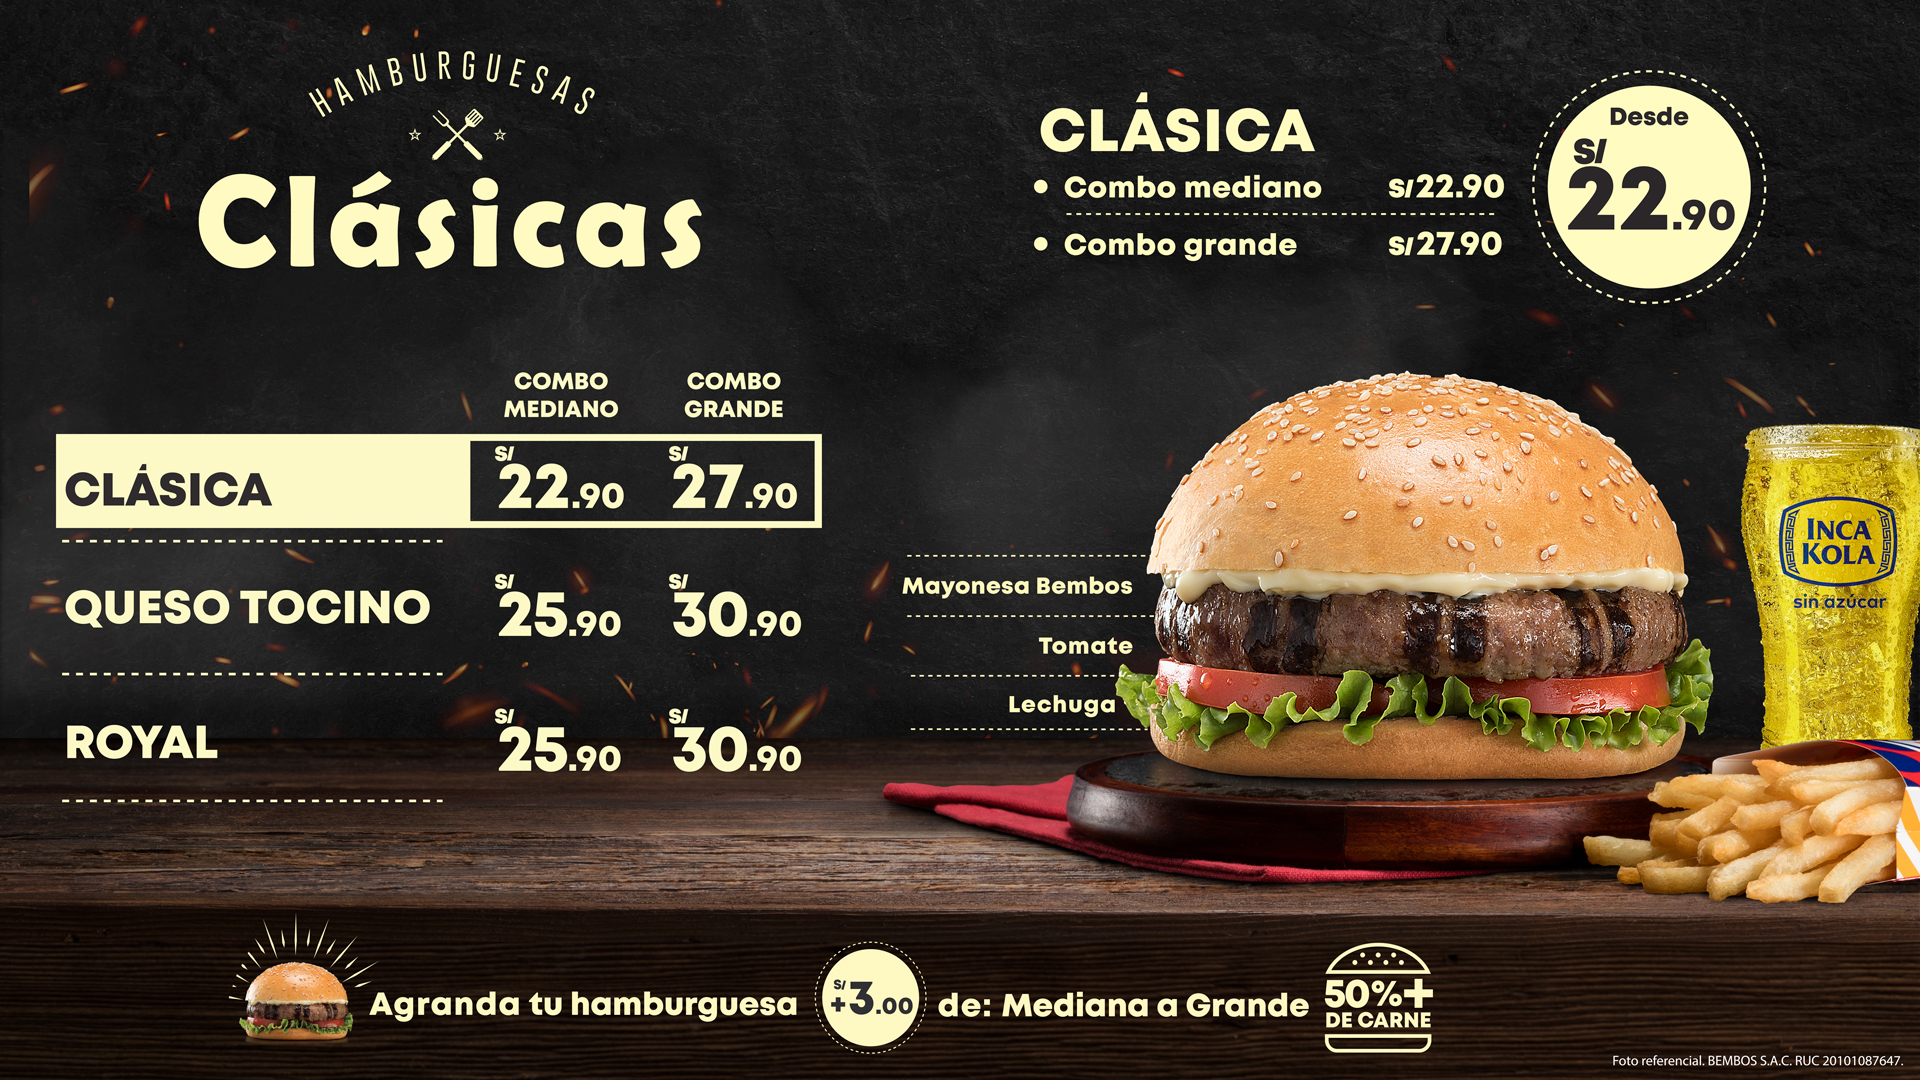 HAMBURGUESAS
Clásicas
COMBO MEDIANO
COMBO GRANDE
CLÁSICA S/22.90 S/27.90
QUESO TOCINO S/25.90 S/30.90
ROYAL S/25.90 S/30.90
CLÁSICA
• Combo mediano S/22.90
• Combo grande S/27.90
Desde
S/
22.90
Mayonesa Bembos
Tomate
Lechuga
INCA
KOLA
sin azúcar
Agranda tu hamburguesa S/+3.00 de: Mediana a Grande
50%+
DE CARNE
Foto referencial. BEMBOS S.A.C. RUC 20101087647.